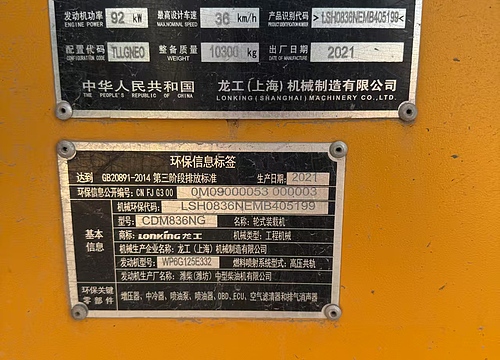 发动机功率 92 kW 最高设计车速 36 km/h 产品识别代码 >LSH0836NEMB405199<
ENGINE POWER MAX.NOMINAL SPEED PRODUCT IDENTIFICATION NUMBER
配置代码 TLLGNEO 整备质量 10300 kg 出厂日期 2021
CONFIGURATION CODE WEIGHT DATE OF MANUFACTURE
中华人民共和国 龙工(上海)机械制造有限公司
THE PEOPLE'S REPUBLIC OF CHINA LONKING(SHANGHAI)MACHINERY CO.,LTD.
环保信息标签
达到 GB20891-2014 第三阶段排放标准 生产日期: 2021
环保信息公开编号: CN FJ G3 00 0M09000053 000003
机械环保代码: LSH0836NEMB405199
型号: CDM836NG 名称: 轮式装载机
基本信息
商标: LONKING龙工 机械类型: 工程机械
机械生产企业名称: 龙工(上海)机械制造有限公司
发动机型号: WP6G125E332 燃料喷射系统型式: 高压共轨
发动机生产厂名称: 潍柴(潍坊)中型柴油机有限公司
环保关键零部件
增压器、中冷器、喷油泵、喷油器、OBD、ECU、空气滤清器和排气消声器